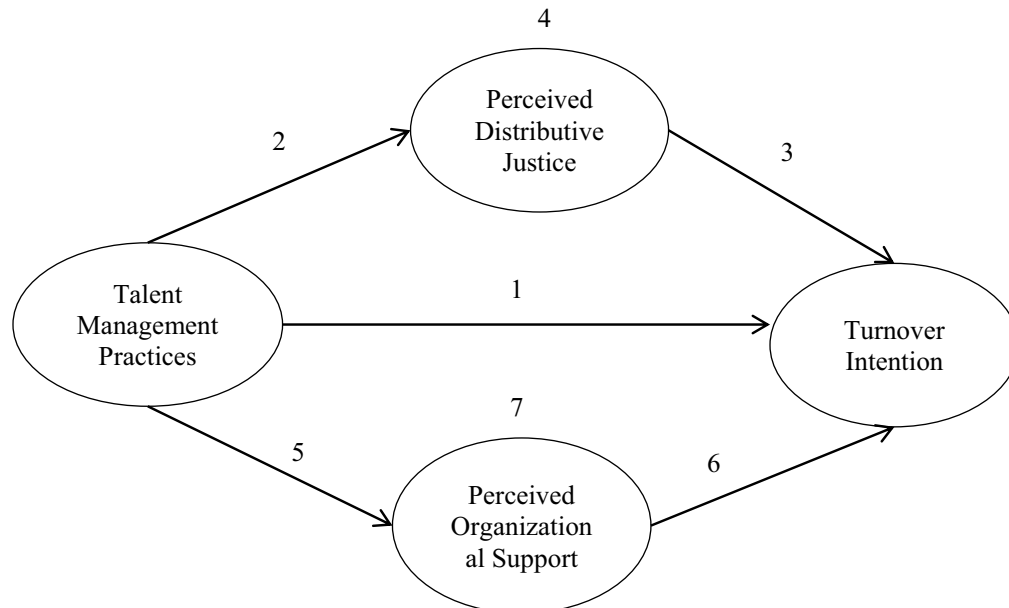 4
Perceived
Distributive
Justice
2
3
Talent
Management
Practices
1
Turnover
Intention
7
5
6
Perceived
Organization
al Support